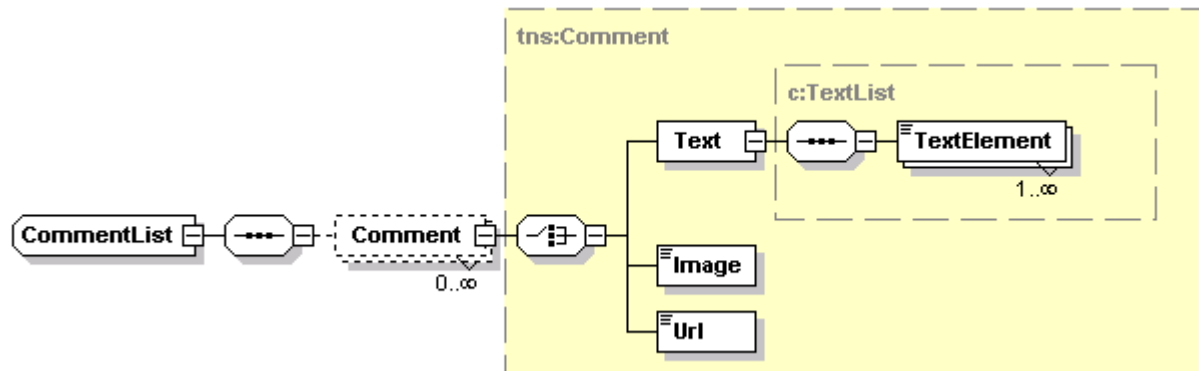 tns:Comment
c:TextList
Text
TextElement
1..∞
CommentList
Comment
0..∞
Image
Url